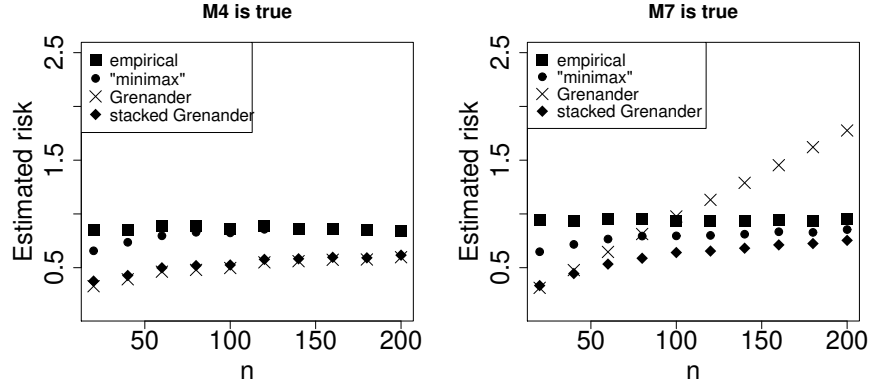 M4 is true
Estimated risk
2.5
1.5
0.5
empirical
"minimax"
Grenander
stacked Grenander
50
100
150
200
n
M7 is true
Estimated risk
2.5
1.5
0.5
empirical
"minimax"
Grenander
stacked Grenander
50
100
150
200
n